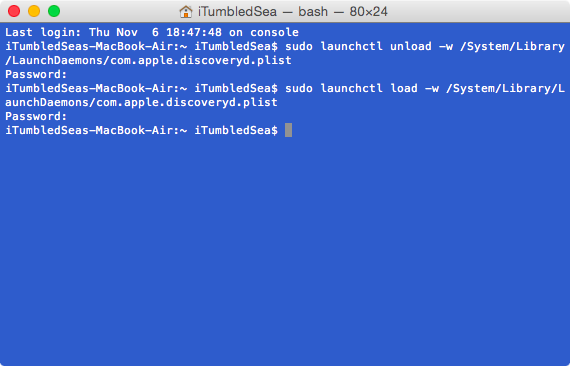 iTumbledSea — bash — 80×24
Last login: Thu Nov  6 18:47:48 on console
iTumbledSeas-MacBook-Air:~ iTumbledSea$ sudo launchctl unload -w /System/Library
/LaunchDaemons/com.apple.discoveryd.plist
Password:
iTumbledSeas-MacBook-Air:~ iTumbledSea$ sudo launchctl load -w /System/Library/L
aunchDaemons/com.apple.discoveryd.plist
Password:
iTumbledSeas-MacBook-Air:~ iTumbledSea$